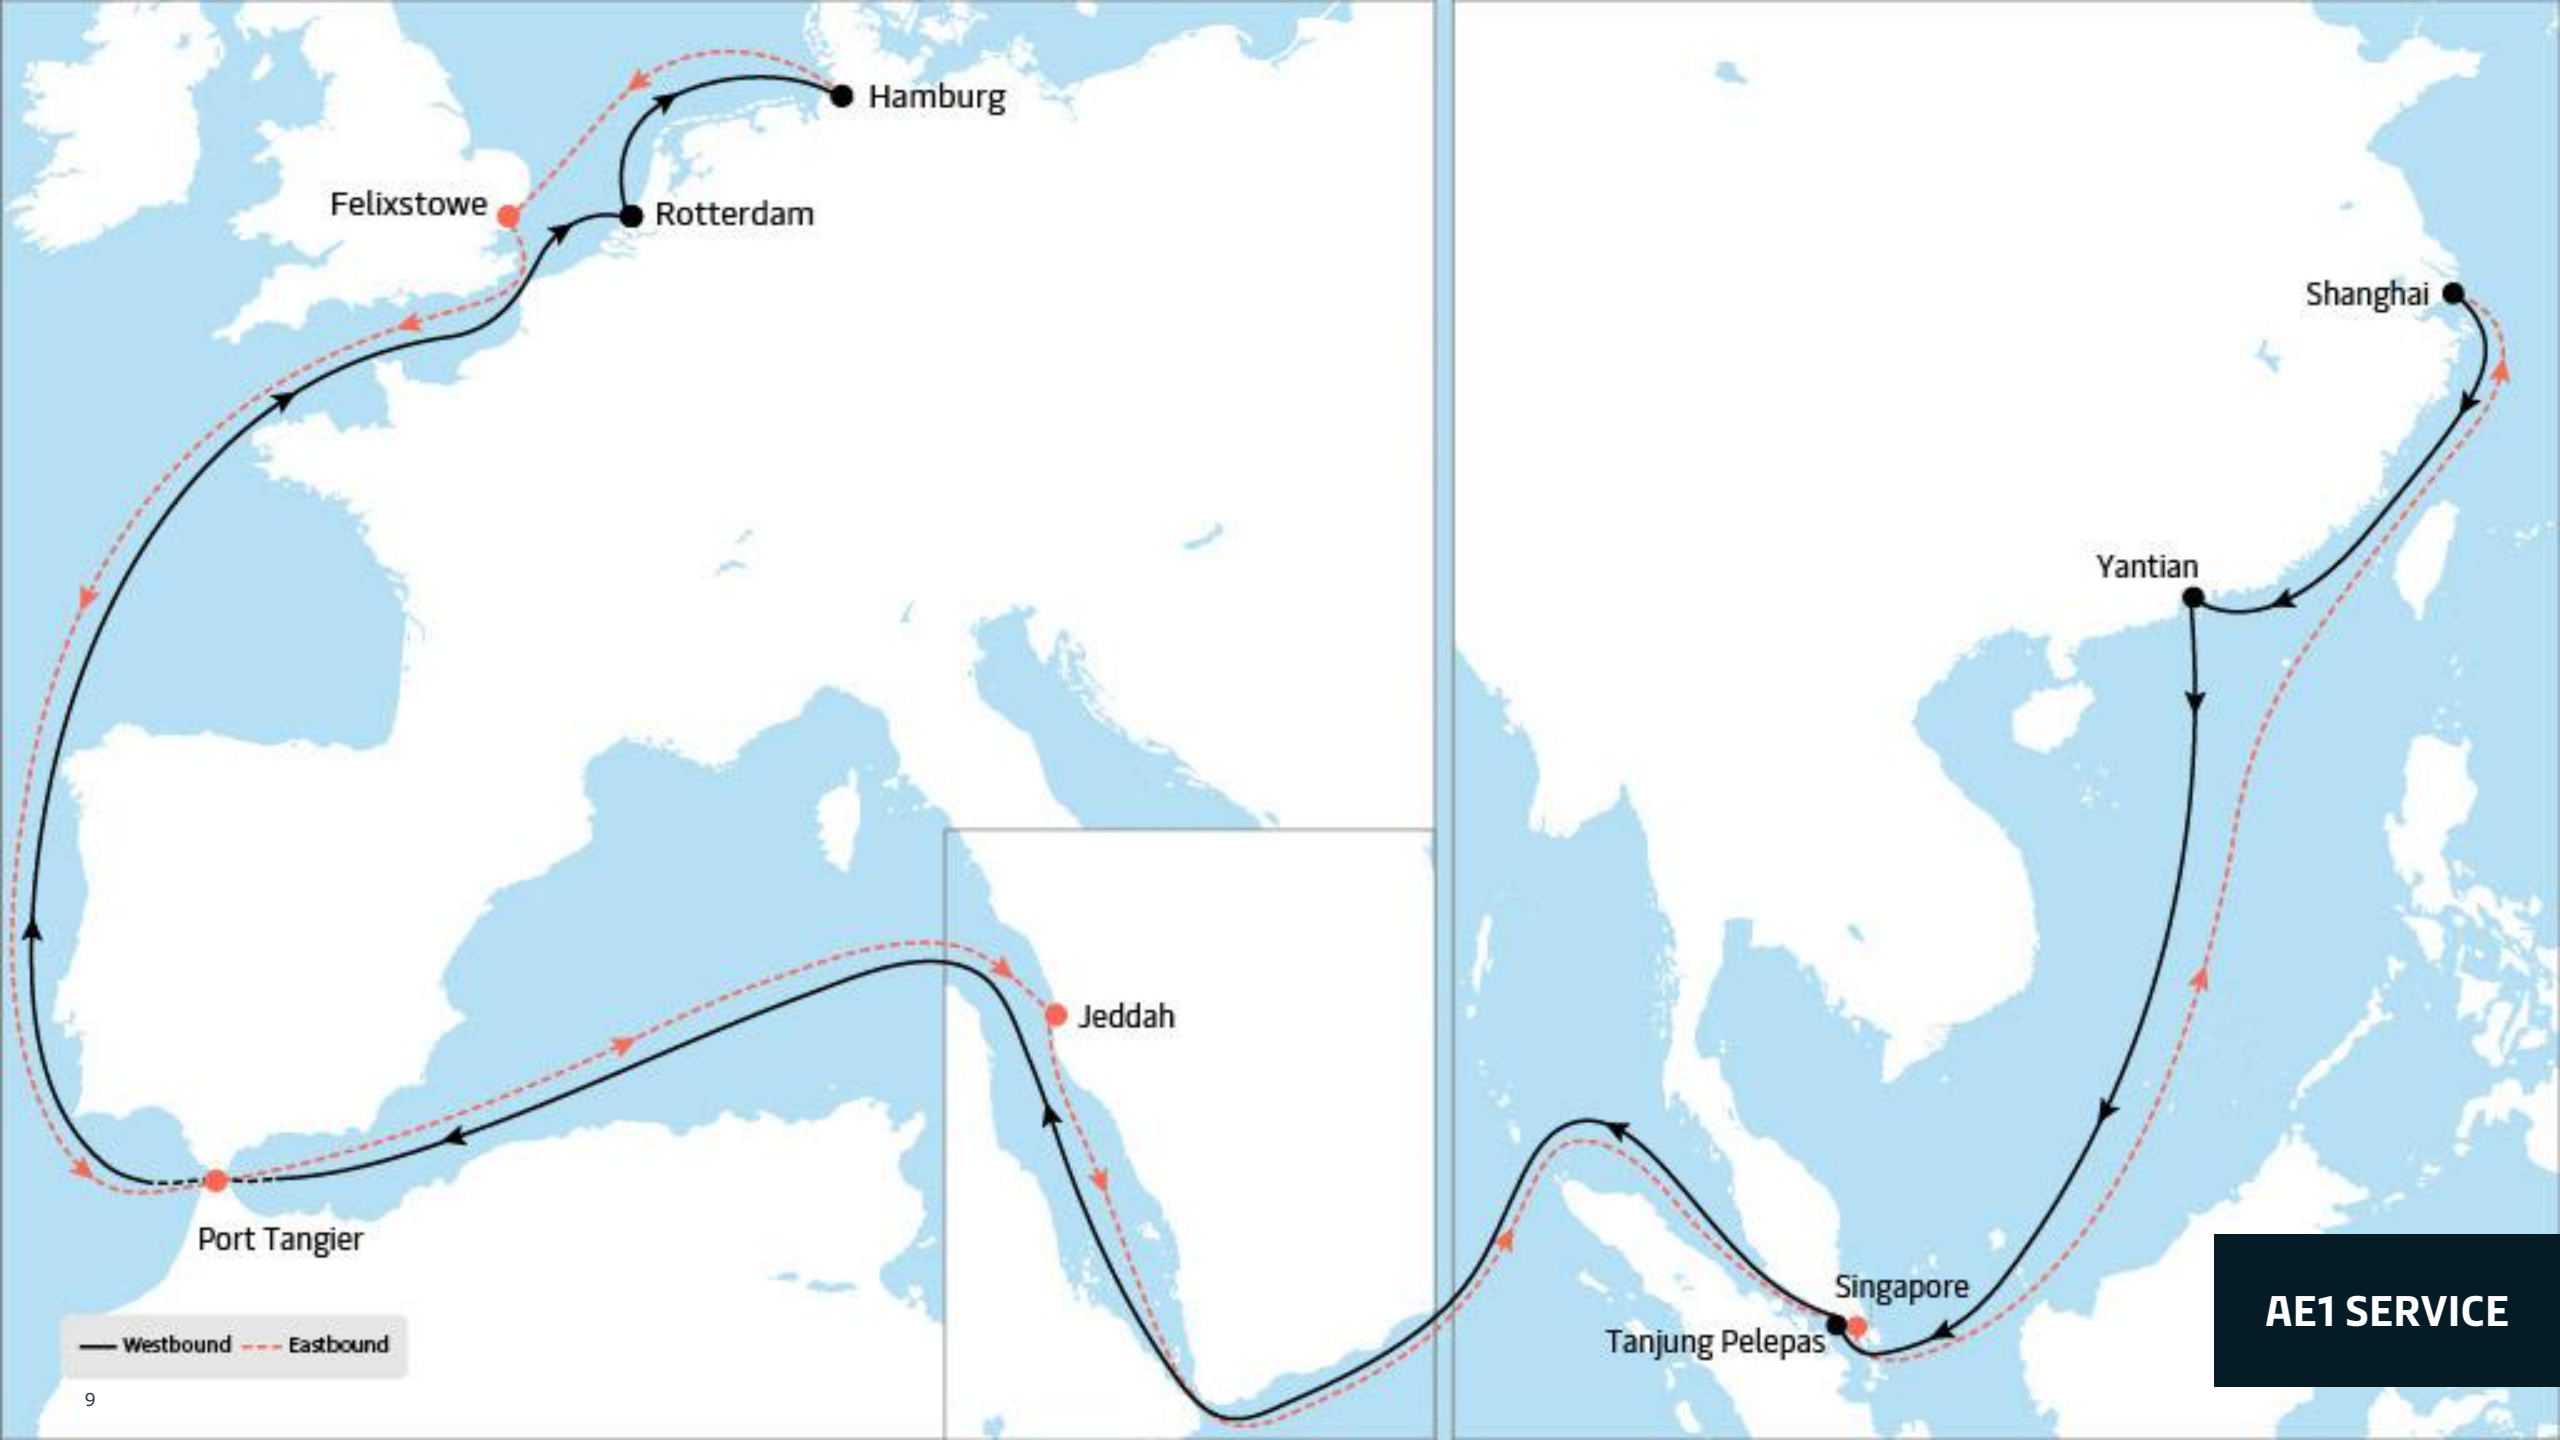 Hamburg
Felixstowe
Rotterdam
Shanghai
Yantian
Jeddah
Port Tangier
Singapore
Tanjung Pelepas
AE1 SERVICE
Westbound
Eastbound
9